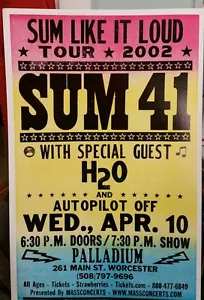 SUM LIKE IT LOUD
TOUR 2002
SUM 41
WITH SPECIAL GUEST
H2O
AND
AUTOPILOT OFF
WED., APR. 10
6:30 P.M. DOORS / 7:30 P.M. SHOW
PALLADIUM
261 MAIN ST. WORCESTER
(508)797-9696
All Ages - Tickets - Strawberries - Tickets.com - 800-477-6849
Presented By MASSCONCERTS - WWW.MASSCONCERTS.COM